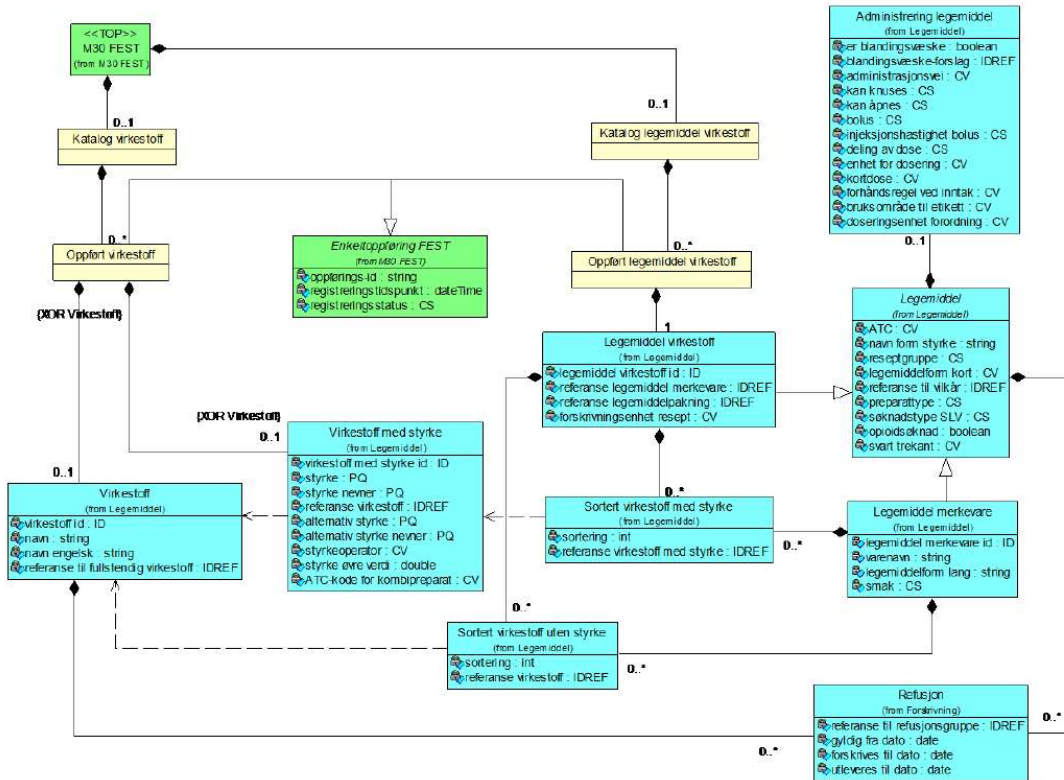 <<TOP>>
M30 FEST
(from M30 FEST)
0..1
Katalog virkestoff
0..*
Oppført virkestoff
{XOR Virkestoff}
{XOR Virkestoff}
0..1
0..1
0..1
Katalog legemiddel virkestoff
0..*
Oppført legemiddel virkestoff
1
Enkeltoppføring FEST
(from M30 FEST)
oppførings-id : string
registreringstidspunkt : dateTime
registreringsstatus : CS
Administrering legemiddel
(from Legemiddel)
er blandingsvæske : boolean
blandingsvæske-forslag : IDREF
administrasjonsvei : CV
kan knuses : CS
kan åpnes : CS
bolus : CS
injeksjonshastighet bolus : CS
deling av dose : CS
enhet for dosering : CV
kortdose : CV
forhåndsregel ved inntak : CV
bruksområde til etikett : CV
doseringsenhet forordning : CV
0..1
Legemiddel
(from Legemiddel)
ATC : CV
navn form styrke : string
reseptgruppe : CS
legemiddelform kort : CV
referanse til vilkår : IDREF
preparattype : CS
søknadstype SLV : CS
opioidsøknad : boolean
svart trekant : CV
Legemiddel virkestoff
(from Legemiddel)
legemiddel virkestoff id : ID
referanse legemiddel merkevare : IDREF
referanse legemiddelpakning : IDREF
forskrivningsenhet resept : CV
0..*
Virkestoff med styrke
(from Legemiddel)
virkestoff med styrke id : ID
styrke : PQ
styrke nevner : PQ
referanse virkestoff : IDREF
alternativ styrke : PQ
alternativ styrke nevner : PQ
styrkeoperator : CV
styrke øvre verdi : double
ATC-kode for kombipreparat : CV
Virkestoff
(from Legemiddel)
virkestoff id : ID
navn : string
navn engelsk : string
referanse til fullstendig virkestoff : IDREF
Sortert virkestoff med styrke
(from Legemiddel)
sortering : int
referanse virkestoff med styrke : IDREF
0..*
Legemiddel merkevare
(from Legemiddel)
legemiddel merkevare id : ID
varenavn : string
legemiddelform lang : string
smak : CS
0..*
Sortert virkestoff uten styrke
(from Legemiddel)
sortering : int
referanse virkestoff : IDREF
0..*
Refusjon
(from Forskrivning)
referanse til refusjonsgruppe : IDREF
gyldig fra dato : date
forskrives til dato : date
utleveres til dato : date
0..*
0..*